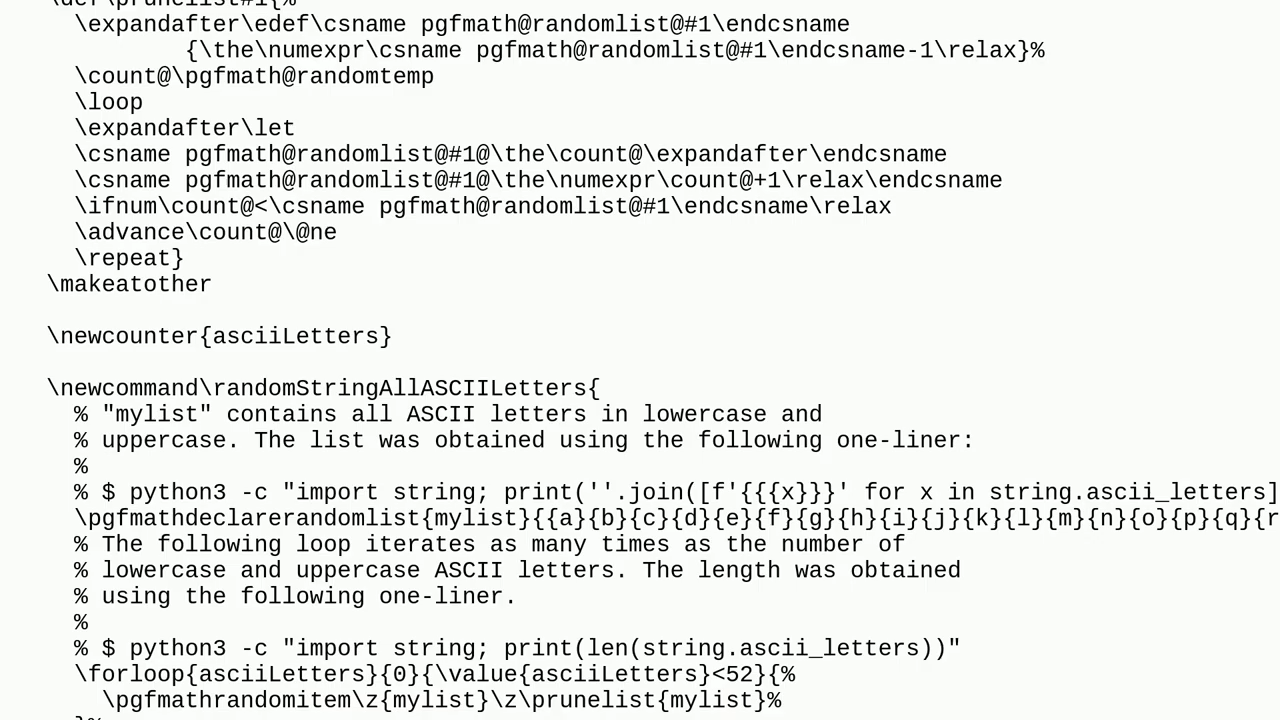 \def\prunelist#1{%
  \expandafter\edef\csname pgfmath@randomlist@#1\endcsname
          {\the\numexpr\csname pgfmath@randomlist@#1\endcsname-1\relax}%
  \count@\pgfmath@randomtemp
  \loop
  \expandafter\let
  \csname pgfmath@randomlist@#1@\the\count@\expandafter\endcsname
  \csname pgfmath@randomlist@#1@\the\numexpr\count@+1\relax\endcsname
  \ifnum\count@<\csname pgfmath@randomlist@#1\endcsname\relax
  \advance\count@\@ne
  \repeat}
\makeatother

\newcounter{asciiLetters}

\newcommand\randomStringAllASCIILetters{
  % "mylist" contains all ASCII letters in lowercase and
  % uppercase. The list was obtained using the following one-liner:
  %
  % $ python3 -c "import string; print(''.join([f'{{{x}}}' for x in string.ascii_letters]
  \pgfmathdeclarerandomlist{mylist}{{a}{b}{c}{d}{e}{f}{g}{h}{i}{j}{k}{l}{m}{n}{o}{p}{q}{r
  % The following loop iterates as many times as the number of
  % lowercase and uppercase ASCII letters. The length was obtained
  % using the following one-liner.
  %
  % $ python3 -c "import string; print(len(string.ascii_letters))"
  \forloop{asciiLetters}{0}{\value{asciiLetters}<52}{%
    \pgfmathrandomitem\z{mylist}\z\prunelist{mylist}%
  }%